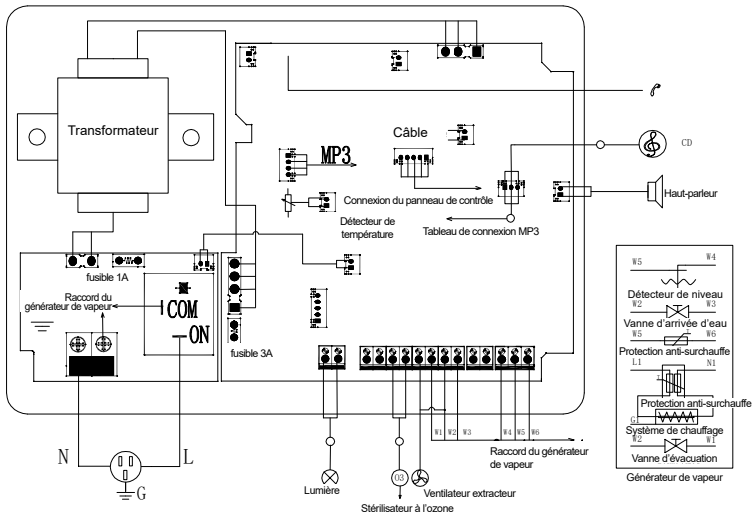 Transformateur
MP3
Câble
CD
Connexion du panneau de contrôle
Haut-parleur
Détecteur de
température
Tableau de connexion MP3
fusible 1A
Raccord du
générateur de vapeur
COM
ON
fusible 3A
N
L
G
Lumière
O3
Stérilisateur à l'ozone
Ventilateur extracteur
W1
W2
W3
W4
W5
W6
Raccord du générateur
de vapeur
W5
W4
Détecteur de niveau
W2
W3
Vanne d'arrivée d'eau
W5
W6
Protection anti-surchauffe
L1
N1
Protection anti-surchauffe
G1
Système de chauffage
W2
W1
Vanne d'évacuation
Générateur de vapeur